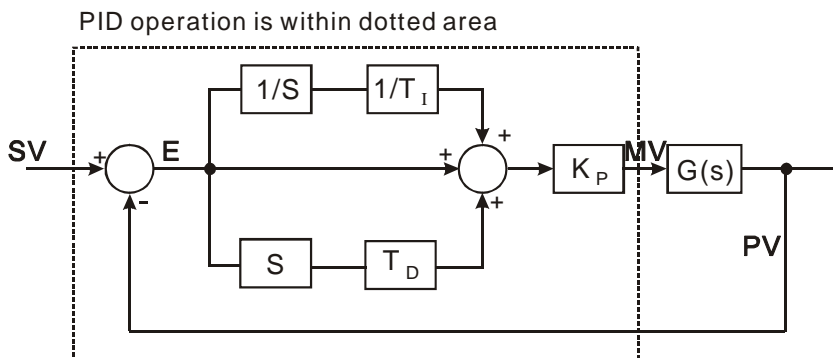 PID operation is within dotted area
1/S
1/T I
+
SV
+
E
+
K P
MV
G(s)
-
+
PV
S
T D